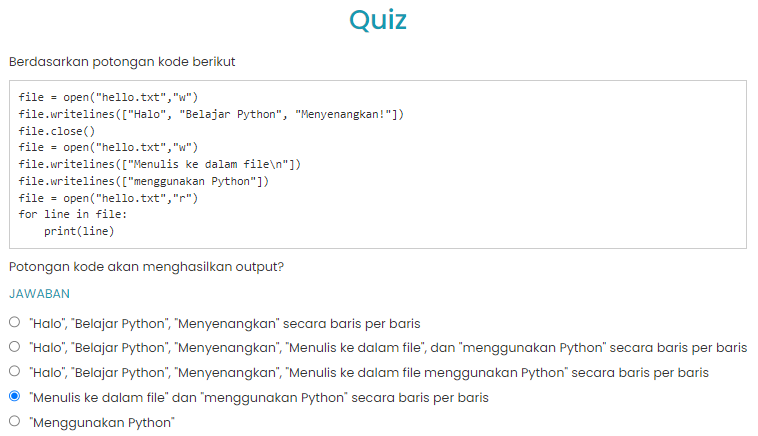 Quiz
Berdasarkan potongan kode berikut
file = open("hello.txt","w")
file.writelines(["Halo", "Belajar Python", "Menyenangkan!"])
file.close()
file = open("hello.txt","w")
file.writelines(["Menulis ke dalam file\n"])
file.writelines(["menggunakan Python"])
file = open("hello.txt","r")
for line in file:
    print(line)
Potongan kode akan menghasilkan output?
JAWABAN
"Halo", "Belajar Python", "Menyenangkan" secara baris per baris
"Halo", "Belajar Python", "Menyenangkan", "Menulis ke dalam file", dan "menggunakan Python" secara baris per baris
"Halo", "Belajar Python", "Menyenangkan", "Menulis ke dalam file menggunakan Python" secara baris per baris
"Menulis ke dalam file" dan "menggunakan Python" secara baris per baris
"Menggunakan Python"